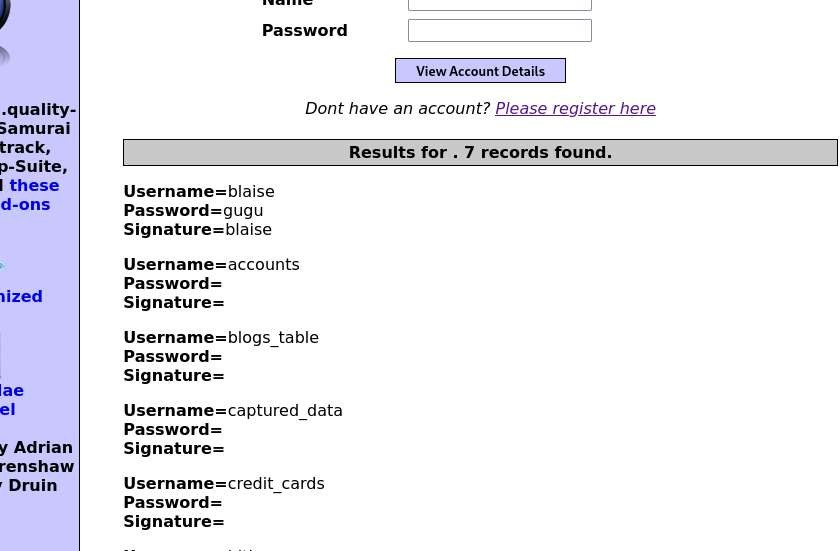 Name
Password
View Account Details
Dont have an account? Please register here
.quality-
Samurai
track,
p-Suite,
these
d-ons
nized
lae
el
y Adrian
renshaw
y Druin
Results for . 7 records found.
Username=blaise
Password=gugu
Signature=blaise
Username=accounts
Password=
Signature=
Username=blogs_table
Password=
Signature=
Username=captured_data
Password=
Signature=
Username=credit_cards
Password=
Signature=